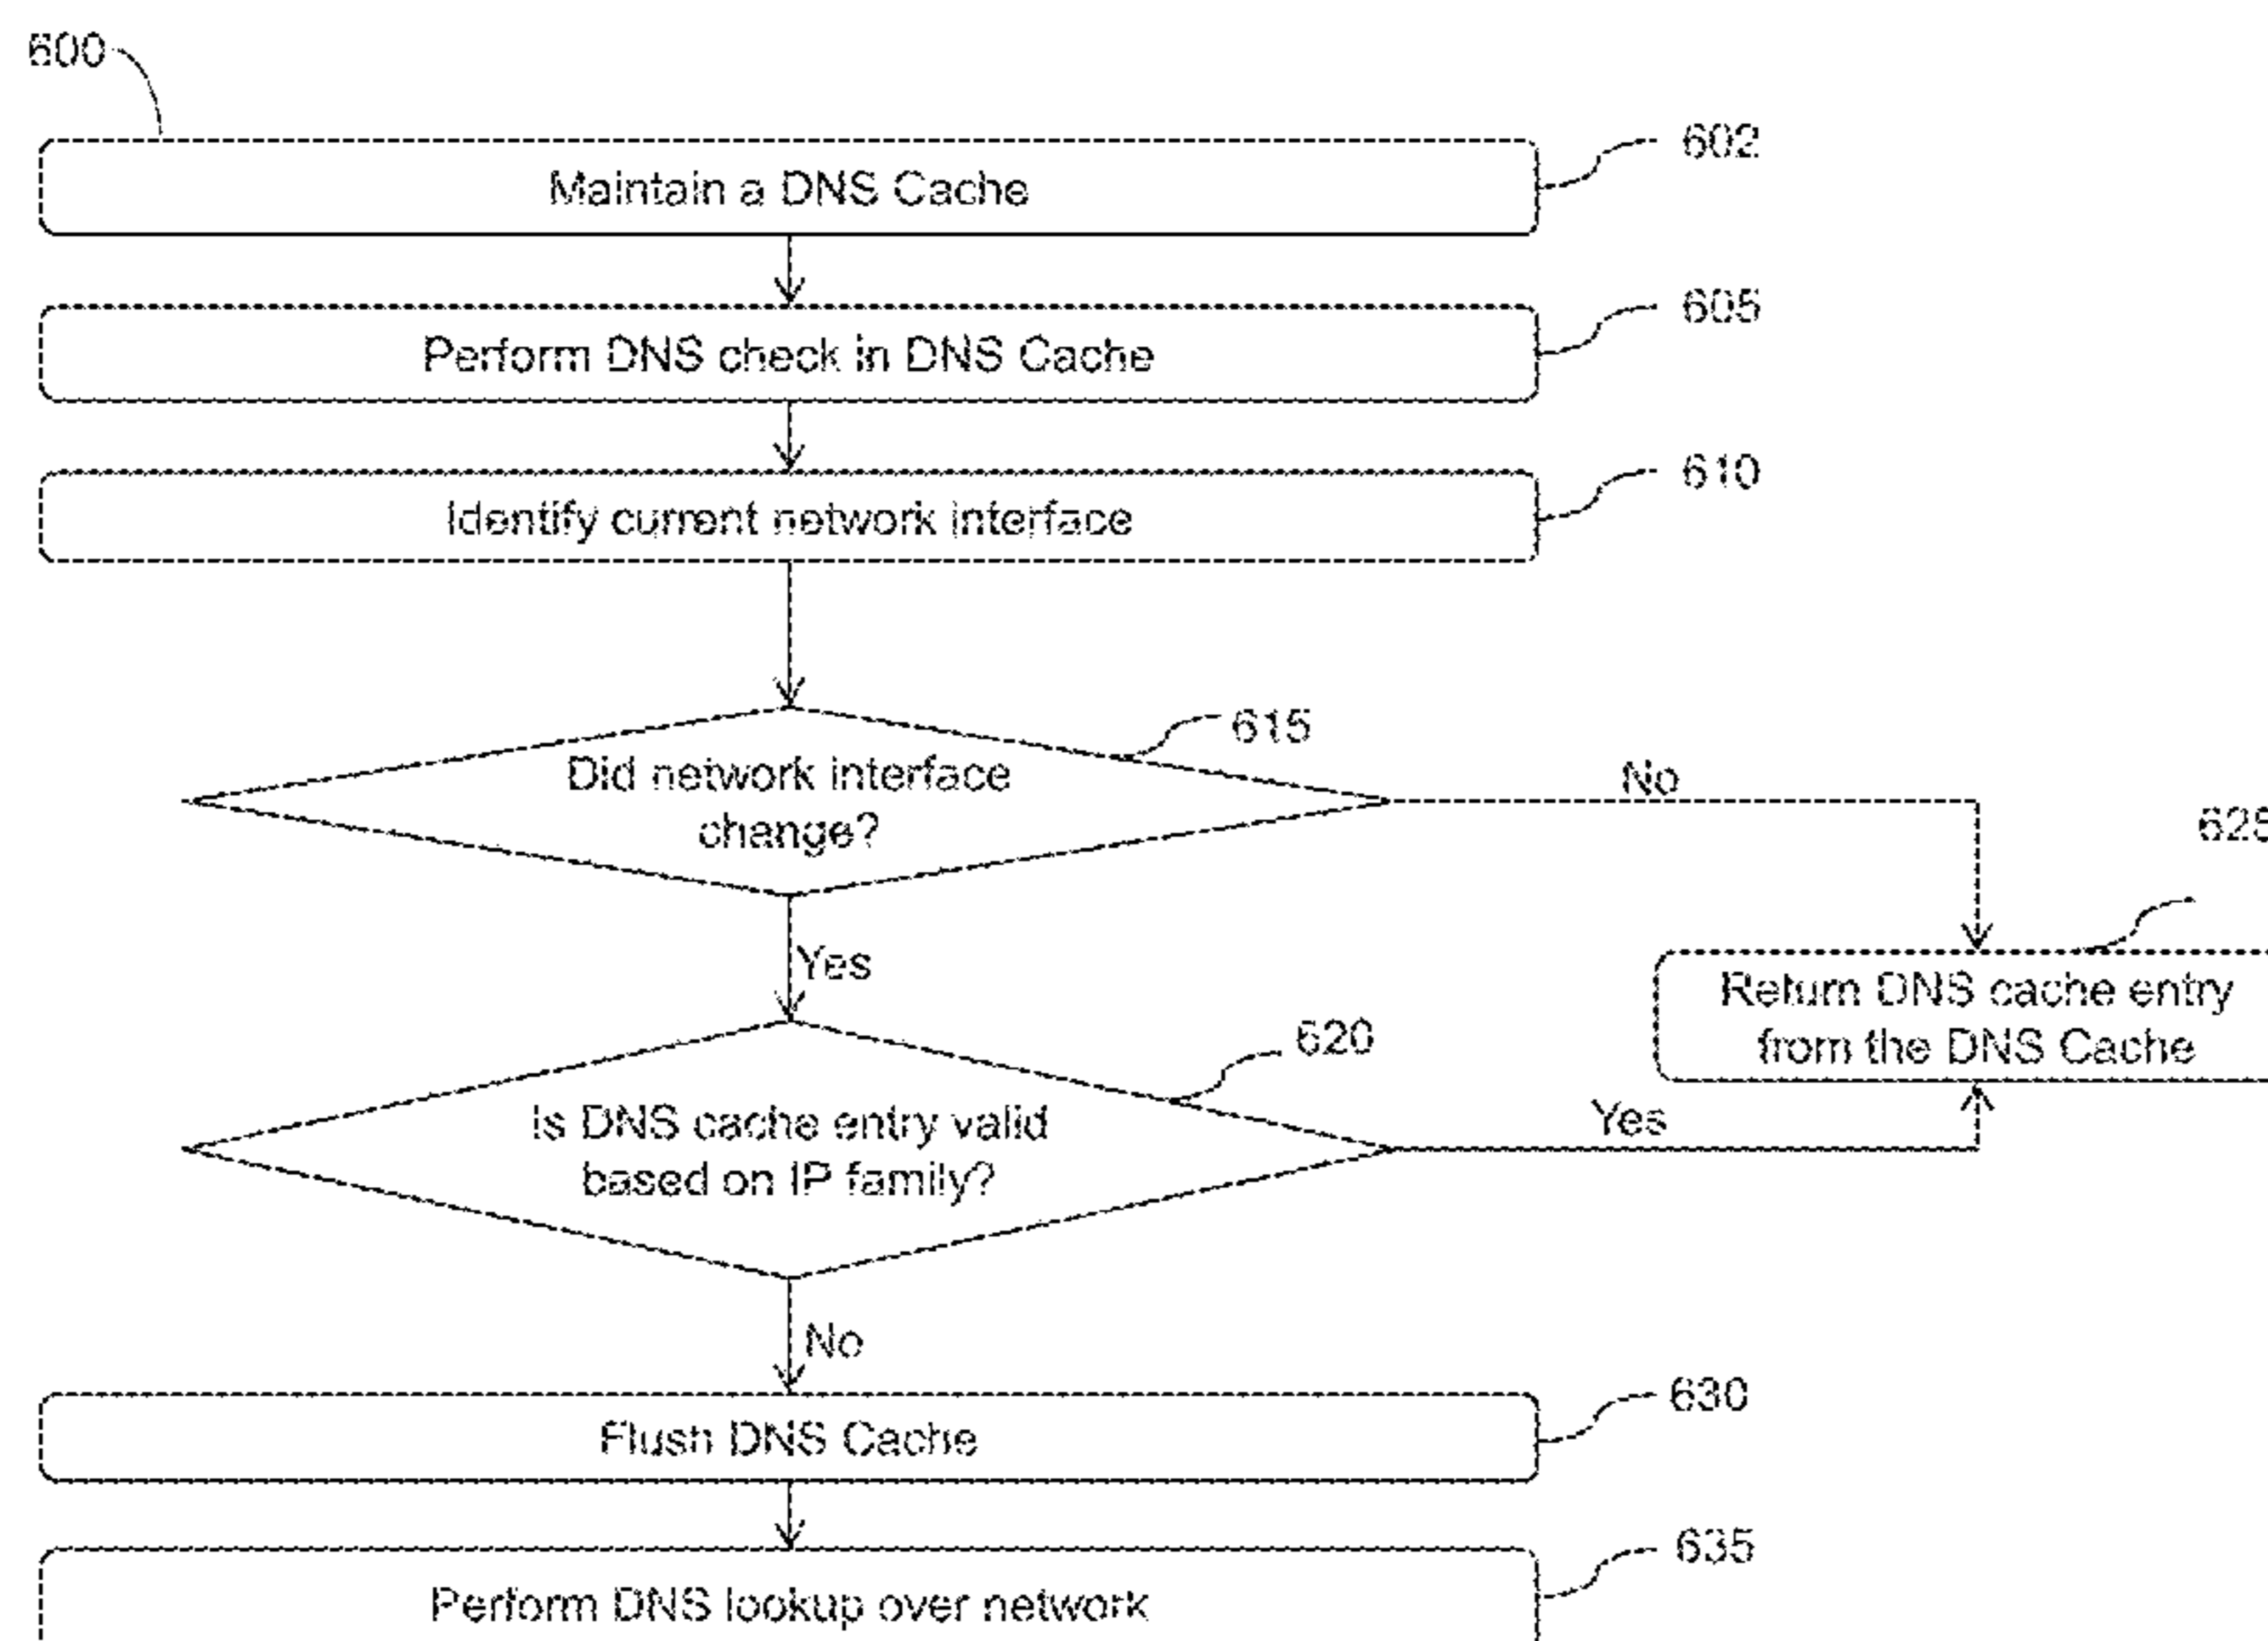 600
602
Maintain a DNS Cache
605
Perform DNS check in DNS Cache
610
Identify current network interface
615
Did network interface
change?
No
Yes
Return DNS cache entry
from the DNS Cache
620
Is DNS cache entry valid
based on IP family?
Yes
No
630
Flush DNS Cache
635
Perform DNS lookup over network